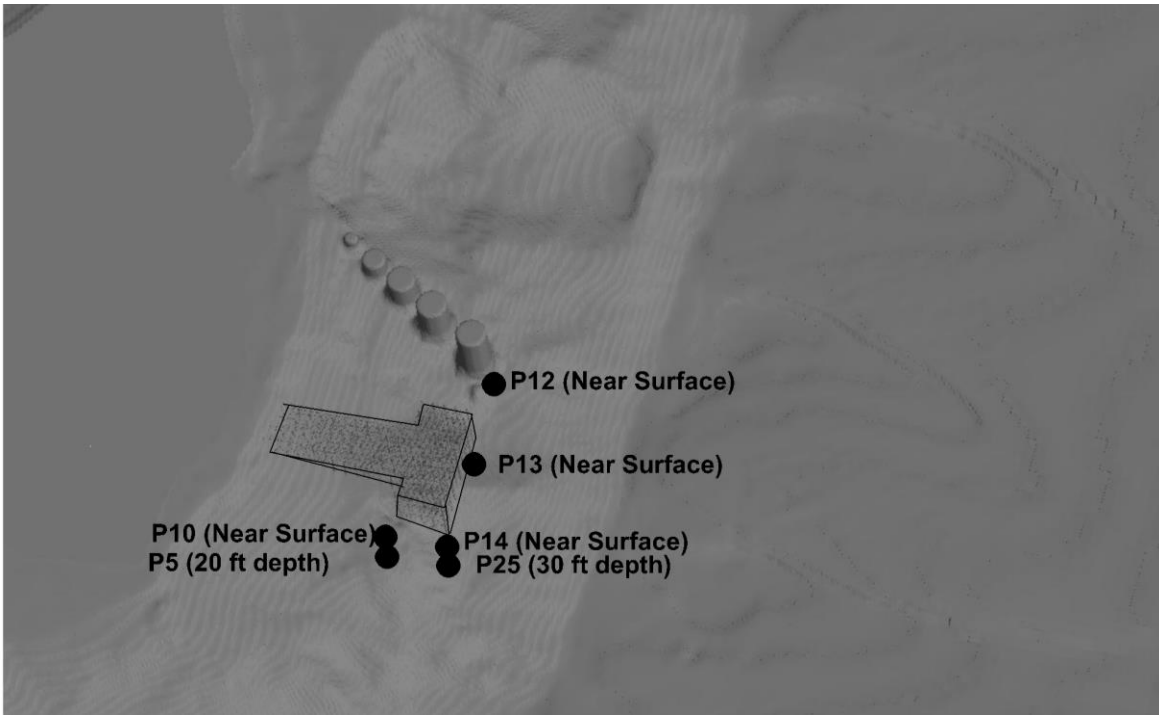 P12 (Near Surface)
P13 (Near Surface)
P10 (Near Surface)
P14 (Near Surface)
P5 (20 ft depth)
P25 (30 ft depth)